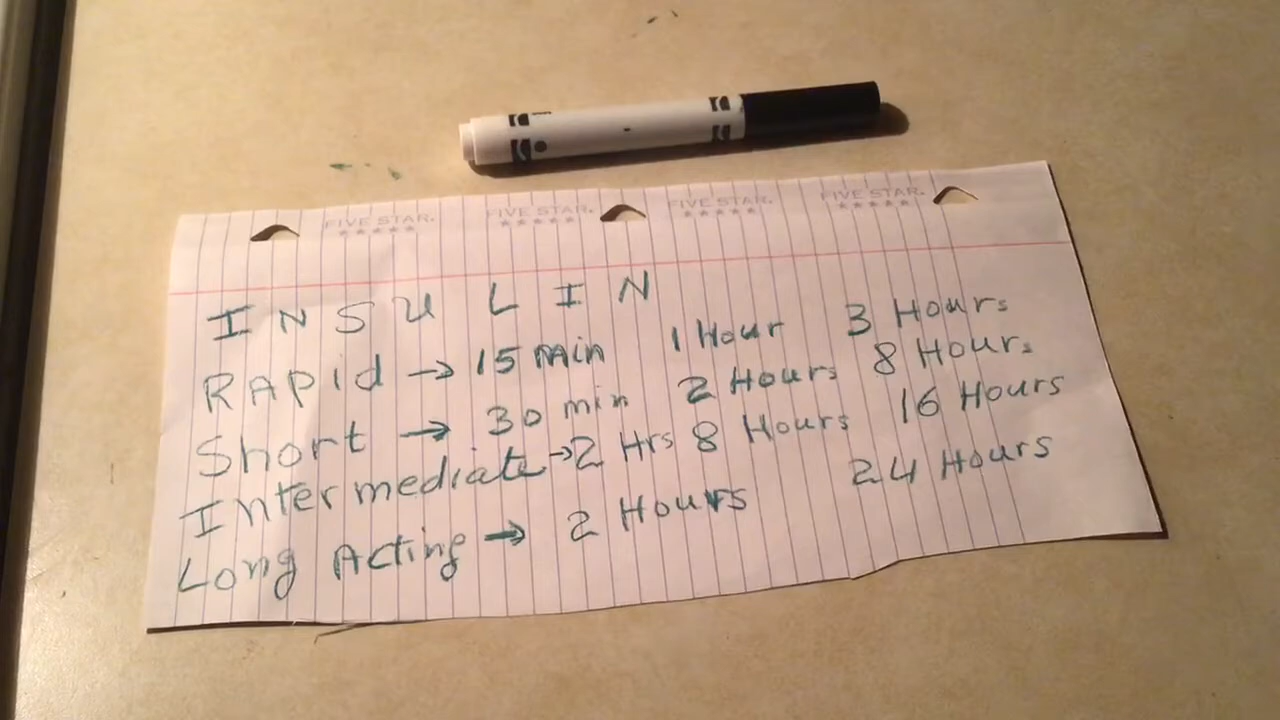 FIVE STAR. FIVE STAR. FIVE STAR. FIVE STAR.
★★★★★ ★★★★★ ★★★★★ ★★★★★
INSULIN
RAPid → 15 min 1 Hour 3 Hours
Short → 30 min 2 Hours 8 Hours
Intermediate → 2 Hrs 8 Hours 16 Hours
Long Acting → 2 Hours 24 Hours